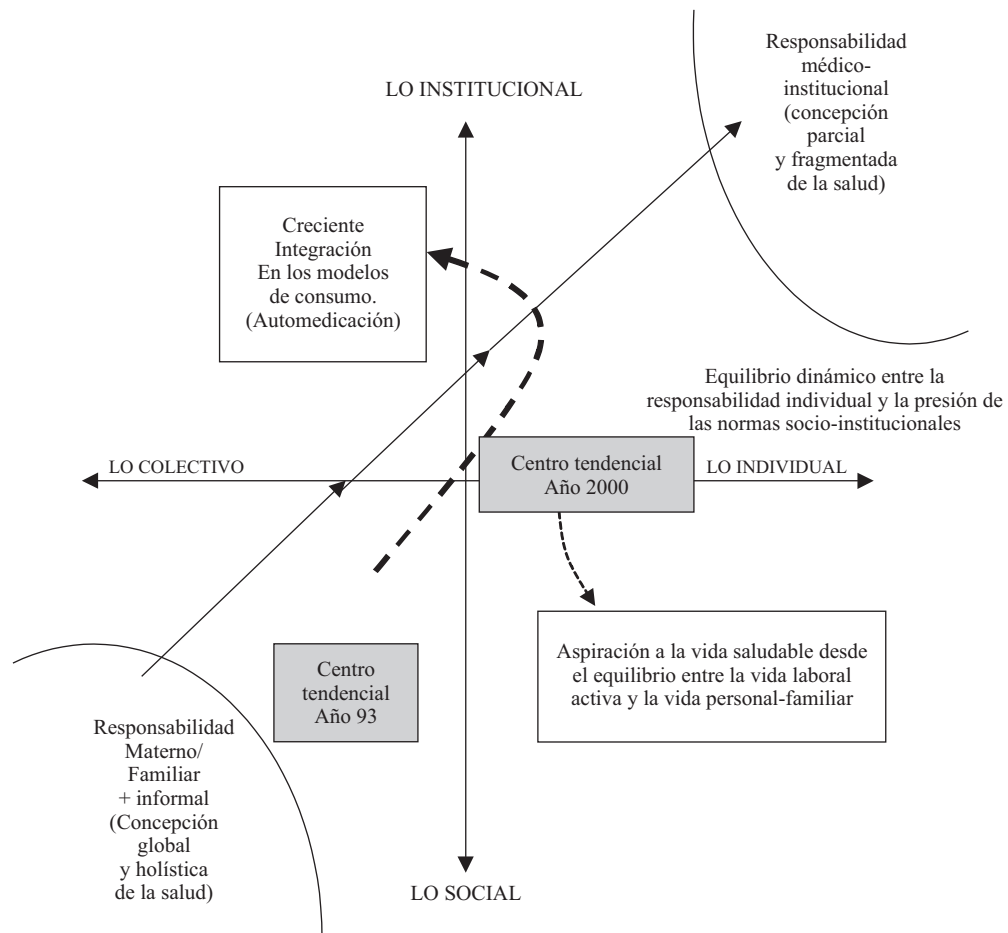 Responsabilidad
médico-
institucional
(concepción
parcial
y fragmentada
de la salud)
LO INSTITUCIONAL
Creciente
Integración
En los modelos
de consumo.
(Automedicación)
Equilibrio dinámico entre la
responsabilidad individual y la presión de
las normas socio-institucionales
LO COLECTIVO
Centro tendencial
Año 2000
LO INDIVIDUAL
Aspiración a la vida saludable desde
el equilibrio entre la vida laboral
activa y la vida personal-familiar
Centro
tendencial
Año 93
Responsabilidad
Materno/
Familiar
+ informal
(Concepción
global
y holística
de la salud)
LO SOCIAL